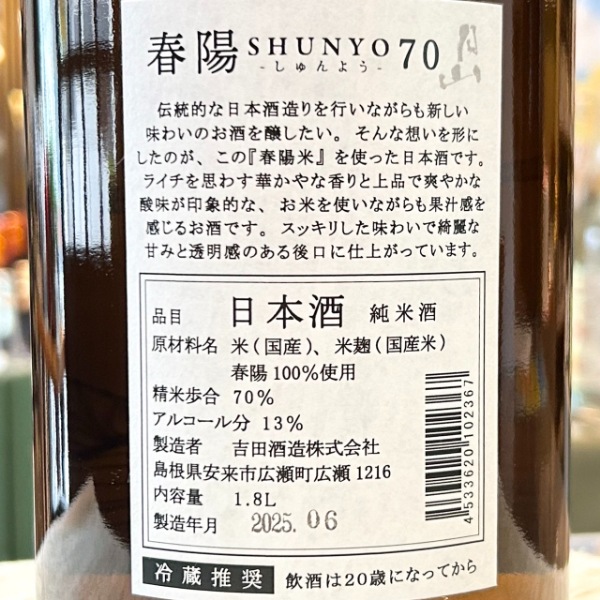 春陽 SHUNYO 70 月山
-しゅんよう-
伝統的な日本酒造りを行いながらも新しい
味わいのお酒を醸したい。そんな想いを形に
したのが、この『春陽米』を使った日本酒です。
ライチを思わす華かやな香りと上品で爽やかな
酸味が印象的な、お米を使いながらも果汁感を
感じるお酒です。スッキリした味わいで綺麗な
甘みと透明感のある後口に仕上がっています。
品目 日本酒 純米酒
原材料名 米(国産)、米麹(国産米)
春陽100%使用
精米歩合 70%
アルコール分 13%
製造者 吉田酒造株式会社
島根県安来市広瀬町広瀬1216
内容量 1.8L
製造年月 2025.06
4 533620 102367
冷蔵推奨 飲酒は20歳になってから